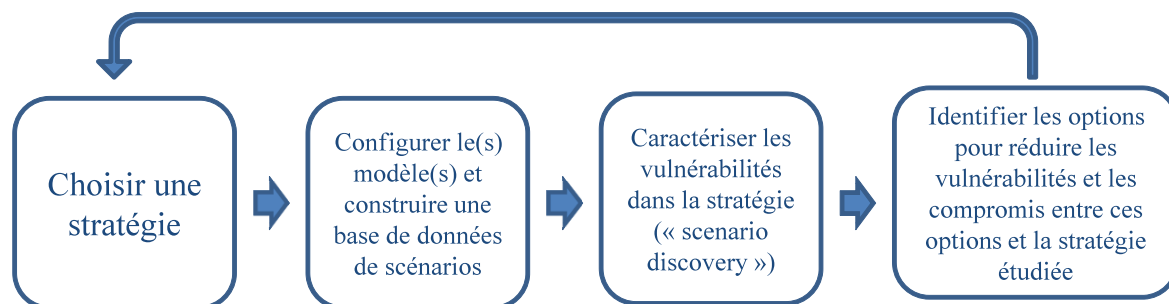 Choisir une
stratégie
Configurer le(s)
modèle(s) et
construire une
base de données
de scénarios
Caractériser les
vulnérabilités
dans la stratégie
(« scenario
discovery »)
Identifier les options
pour réduire les
vulnérabilités et les
compromis entre ces
options et la stratégie
étudiée